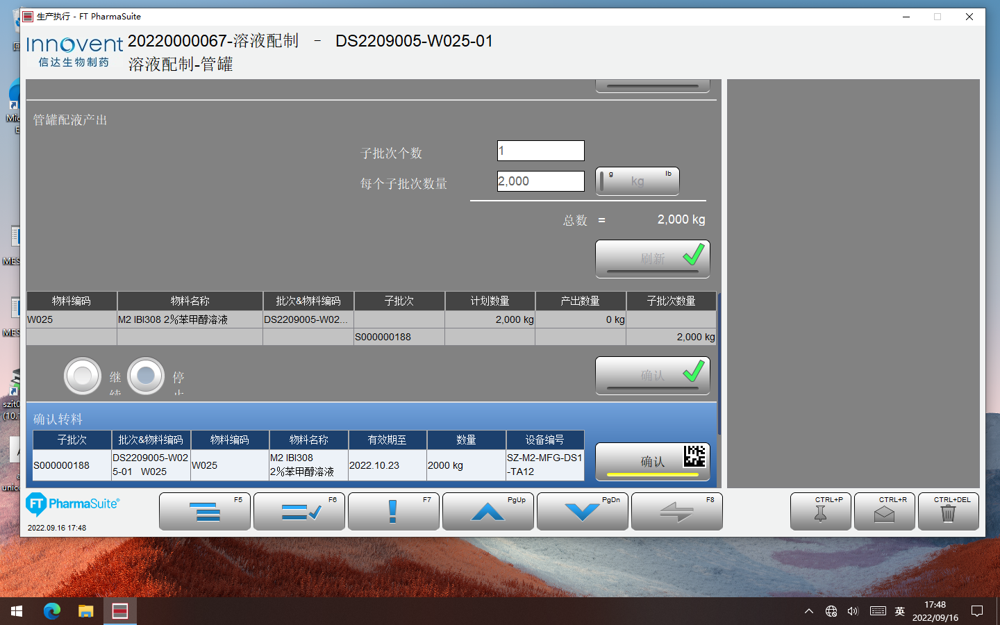 生产执行 - FT PharmaSuite
Innovent
信达生物制药
20220000067-溶液配制 - DS2209005-W025-01
溶液配制-管罐
管罐配液产出
子批次个数 1
每个子批次数量 2,000 g kg lb
总数 = 2,000 kg
刷新
物料编码 物料名称 批次&物料编码 子批次 计划数量 产出数量 子批次数量
W025 M2 IBI308 2%苯甲醇溶液 DS2209005-W02... 2,000 kg 0 kg
S000000188 2,000 kg
继 停
确认
确认转料
子批次 批次&物料编码 物料编码 物料名称 有效期至 数量 设备编号
S000000188 DS2209005-W02 W025 M2 IBI308 2022.10.23 2000 kg SZ-M2-MFG-DS1
5-01 W025 2%苯甲醇溶液 -TA12
确认
FT PharmaSuite
F5 F6 F7 PgUp PgDn F8 CTRL+P CTRL+R CTRL+DEL
2022.09.16 17:48
MES
MES
szit0
(10.
unic
英
17:48
2022/09/16